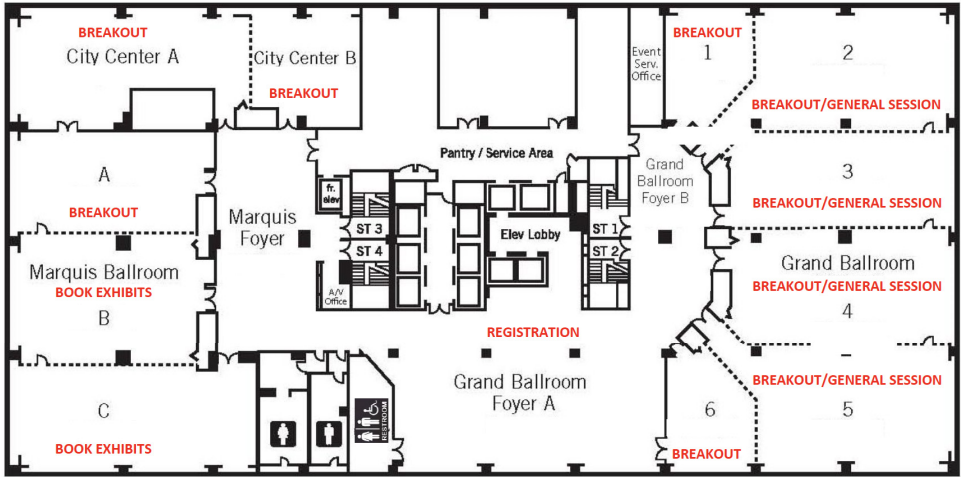 BREAKOUT
City Center A
City Center B
BREAKOUT
Event
Serv.
Office
BREAKOUT
1
2
BREAKOUT/GENERAL SESSION
A
BREAKOUT
Marquis
Foyer
fr.
elev
Pantry / Service Area
ST 3
ST 4
Elev Lobby
ST 1
ST 2
Grand
Ballroom
Foyer B
3
BREAKOUT/GENERAL SESSION
Marquis Ballroom
BOOK EXHIBITS
B
A/V
Office
REGISTRATION
Grand Ballroom
BREAKOUT/GENERAL SESSION
4
C
BOOK EXHIBITS
RESTROOM
Grand Ballroom
Foyer A
6
BREAKOUT
BREAKOUT/GENERAL SESSION
5